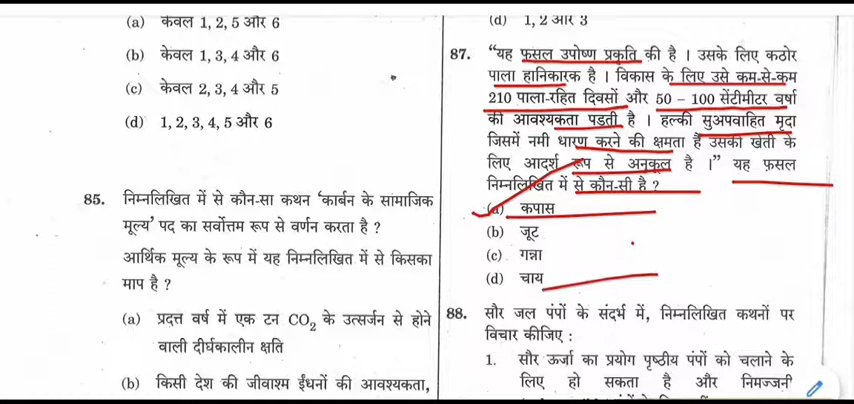 (a) केवल 1, 2, 5 और 6
(b) केवल 1, 3, 4 और 6
(c) केवल 2, 3, 4 और 5
(d) 1, 2, 3, 4, 5 और 6
85. निम्नलिखित में से कौन-सा कथन ‘कार्बन के सामाजिक
मूल्य’ पद का सर्वोत्तम रूप से वर्णन करता है ?
आर्थिक मूल्य के रूप में यह निम्नलिखित में से किसका
माप है ?
(a) प्रदत्त वर्ष में एक टन CO₂ के उत्सर्जन से होने
वाली दीर्घकालीन क्षति
(b) किसी देश की जीवाश्म ईंधनों की आवश्यकता,
(d) 1, 2 और 3
87. “यह फसल उपोष्ण प्रकृति की है । उसके लिए कठोर
पाला हानिकारक है । विकास के लिए उसे कम-से-कम
210 पाला-रहित दिवसों और 50 – 100 सेंटीमीटर वर्षा
की आवश्यकता पड़ती है । हल्की सुअपवाहित मृदा
जिसमें नमी धारण करने की क्षमता है उसकी खेती के
लिए आदर्श रूप से अनुकूल है ।” यह फ़सल
निम्नलिखित में से कौन-सी है ?
(a) कपास
(b) जूट
(c) गन्ना
(d) चाय
88. सौर जल पंपों के संदर्भ में, निम्नलिखित कथनों पर
विचार कीजिए :
1. सौर ऊर्जा का प्रयोग पृष्ठीय पंपों को चलाने के
लिए हो सकता है और निमज्जनी